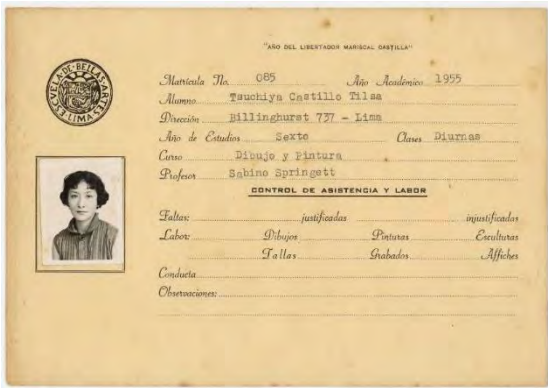 "AÑO DEL LIBERTADOR MARISCAL CASTILLA"
ESCUELA·DE·BELLAS·ARTES
LIMA
Matrícula No. 085 Año Académico 1955
Alumno Tsuchiya Castillo Tilsa
Dirección Billinghurst 737 - Lima
Año de Estudios Sexto Clases Diurnas
Curso Dibujo y Pintura
Profesor Sabino Springett
CONTROL DE ASISTENCIA Y LABOR
Faltas: justificadas injustificadas
Labor: Dibujos Pinturas Esculturas
Tallas Grabados Affiches
Conducta
Observaciones: